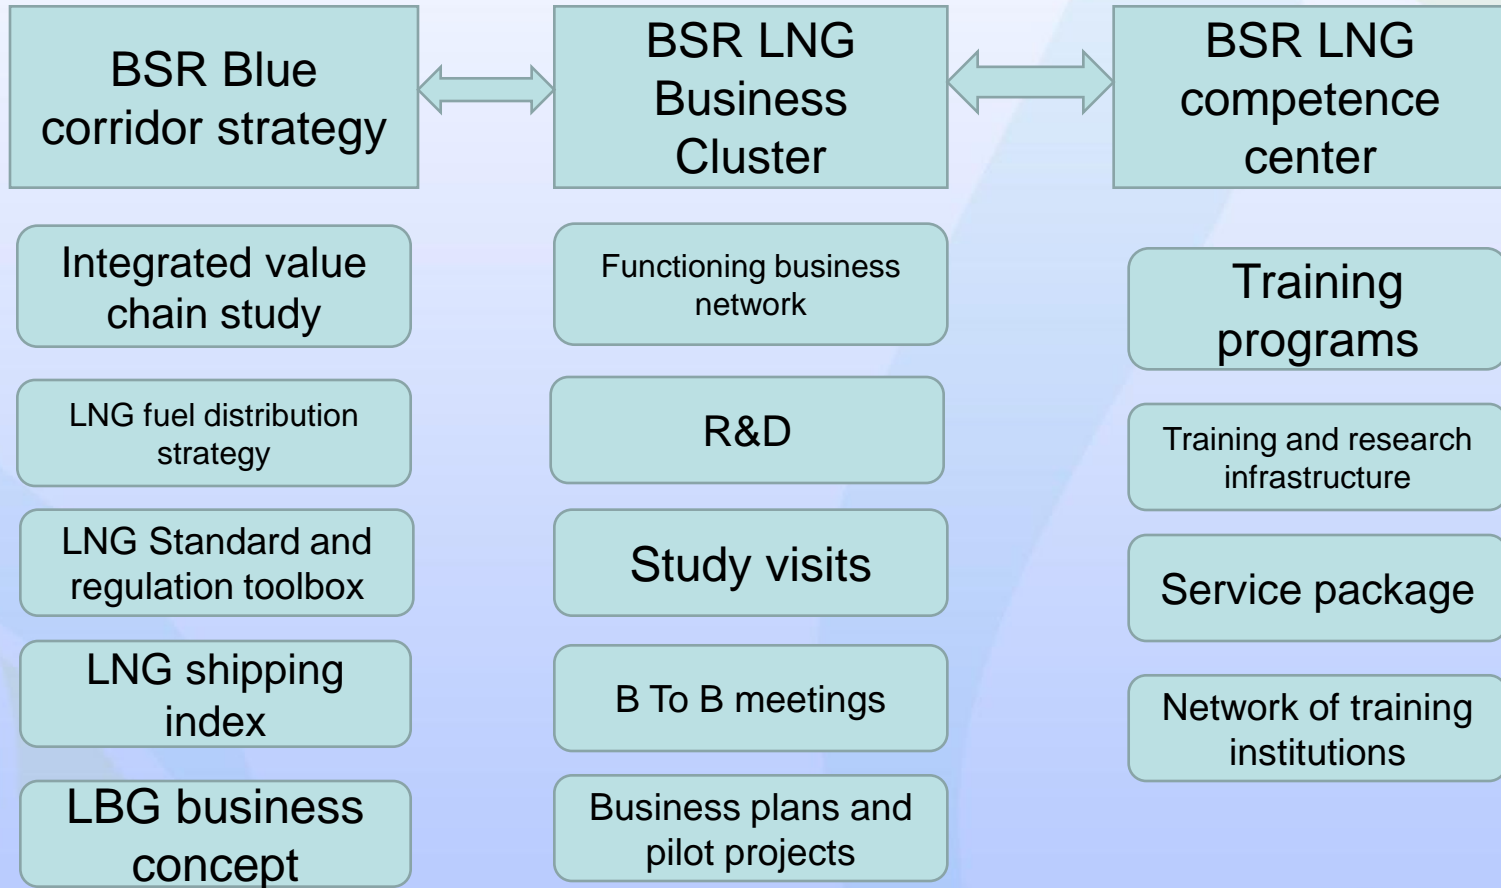 BSR Blue
corridor strategy
BSR LNG
Business
Cluster
BSR LNG
competence
center
Integrated value
chain study
LNG fuel distribution
strategy
LNG Standard and
regulation toolbox
LNG shipping
index
LBG business
concept
Functioning business
network
R&D
Study visits
B To B meetings
Business plans and
pilot projects
Training
programs
Training and research
infrastructure
Service package
Network of training
institutions